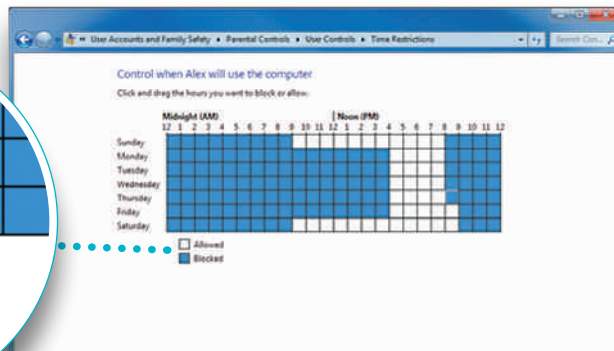 « User Accounts and Family Safety ▸ Parental Controls ▸ User Controls ▸ Time Restrictions
Search Con...
Control when Alex will use the computer
Click and drag the hours you want to block or allow:
Midnight (AM) Noon (PM)
12 1 2 3 4 5 6 7 8 9 10 11 12 1 2 3 4 5 6 7 8 9 10 11 12
Sunday
Monday
Tuesday
Wednesday
Thursday
Friday
Saturday
Allowed
Blocked